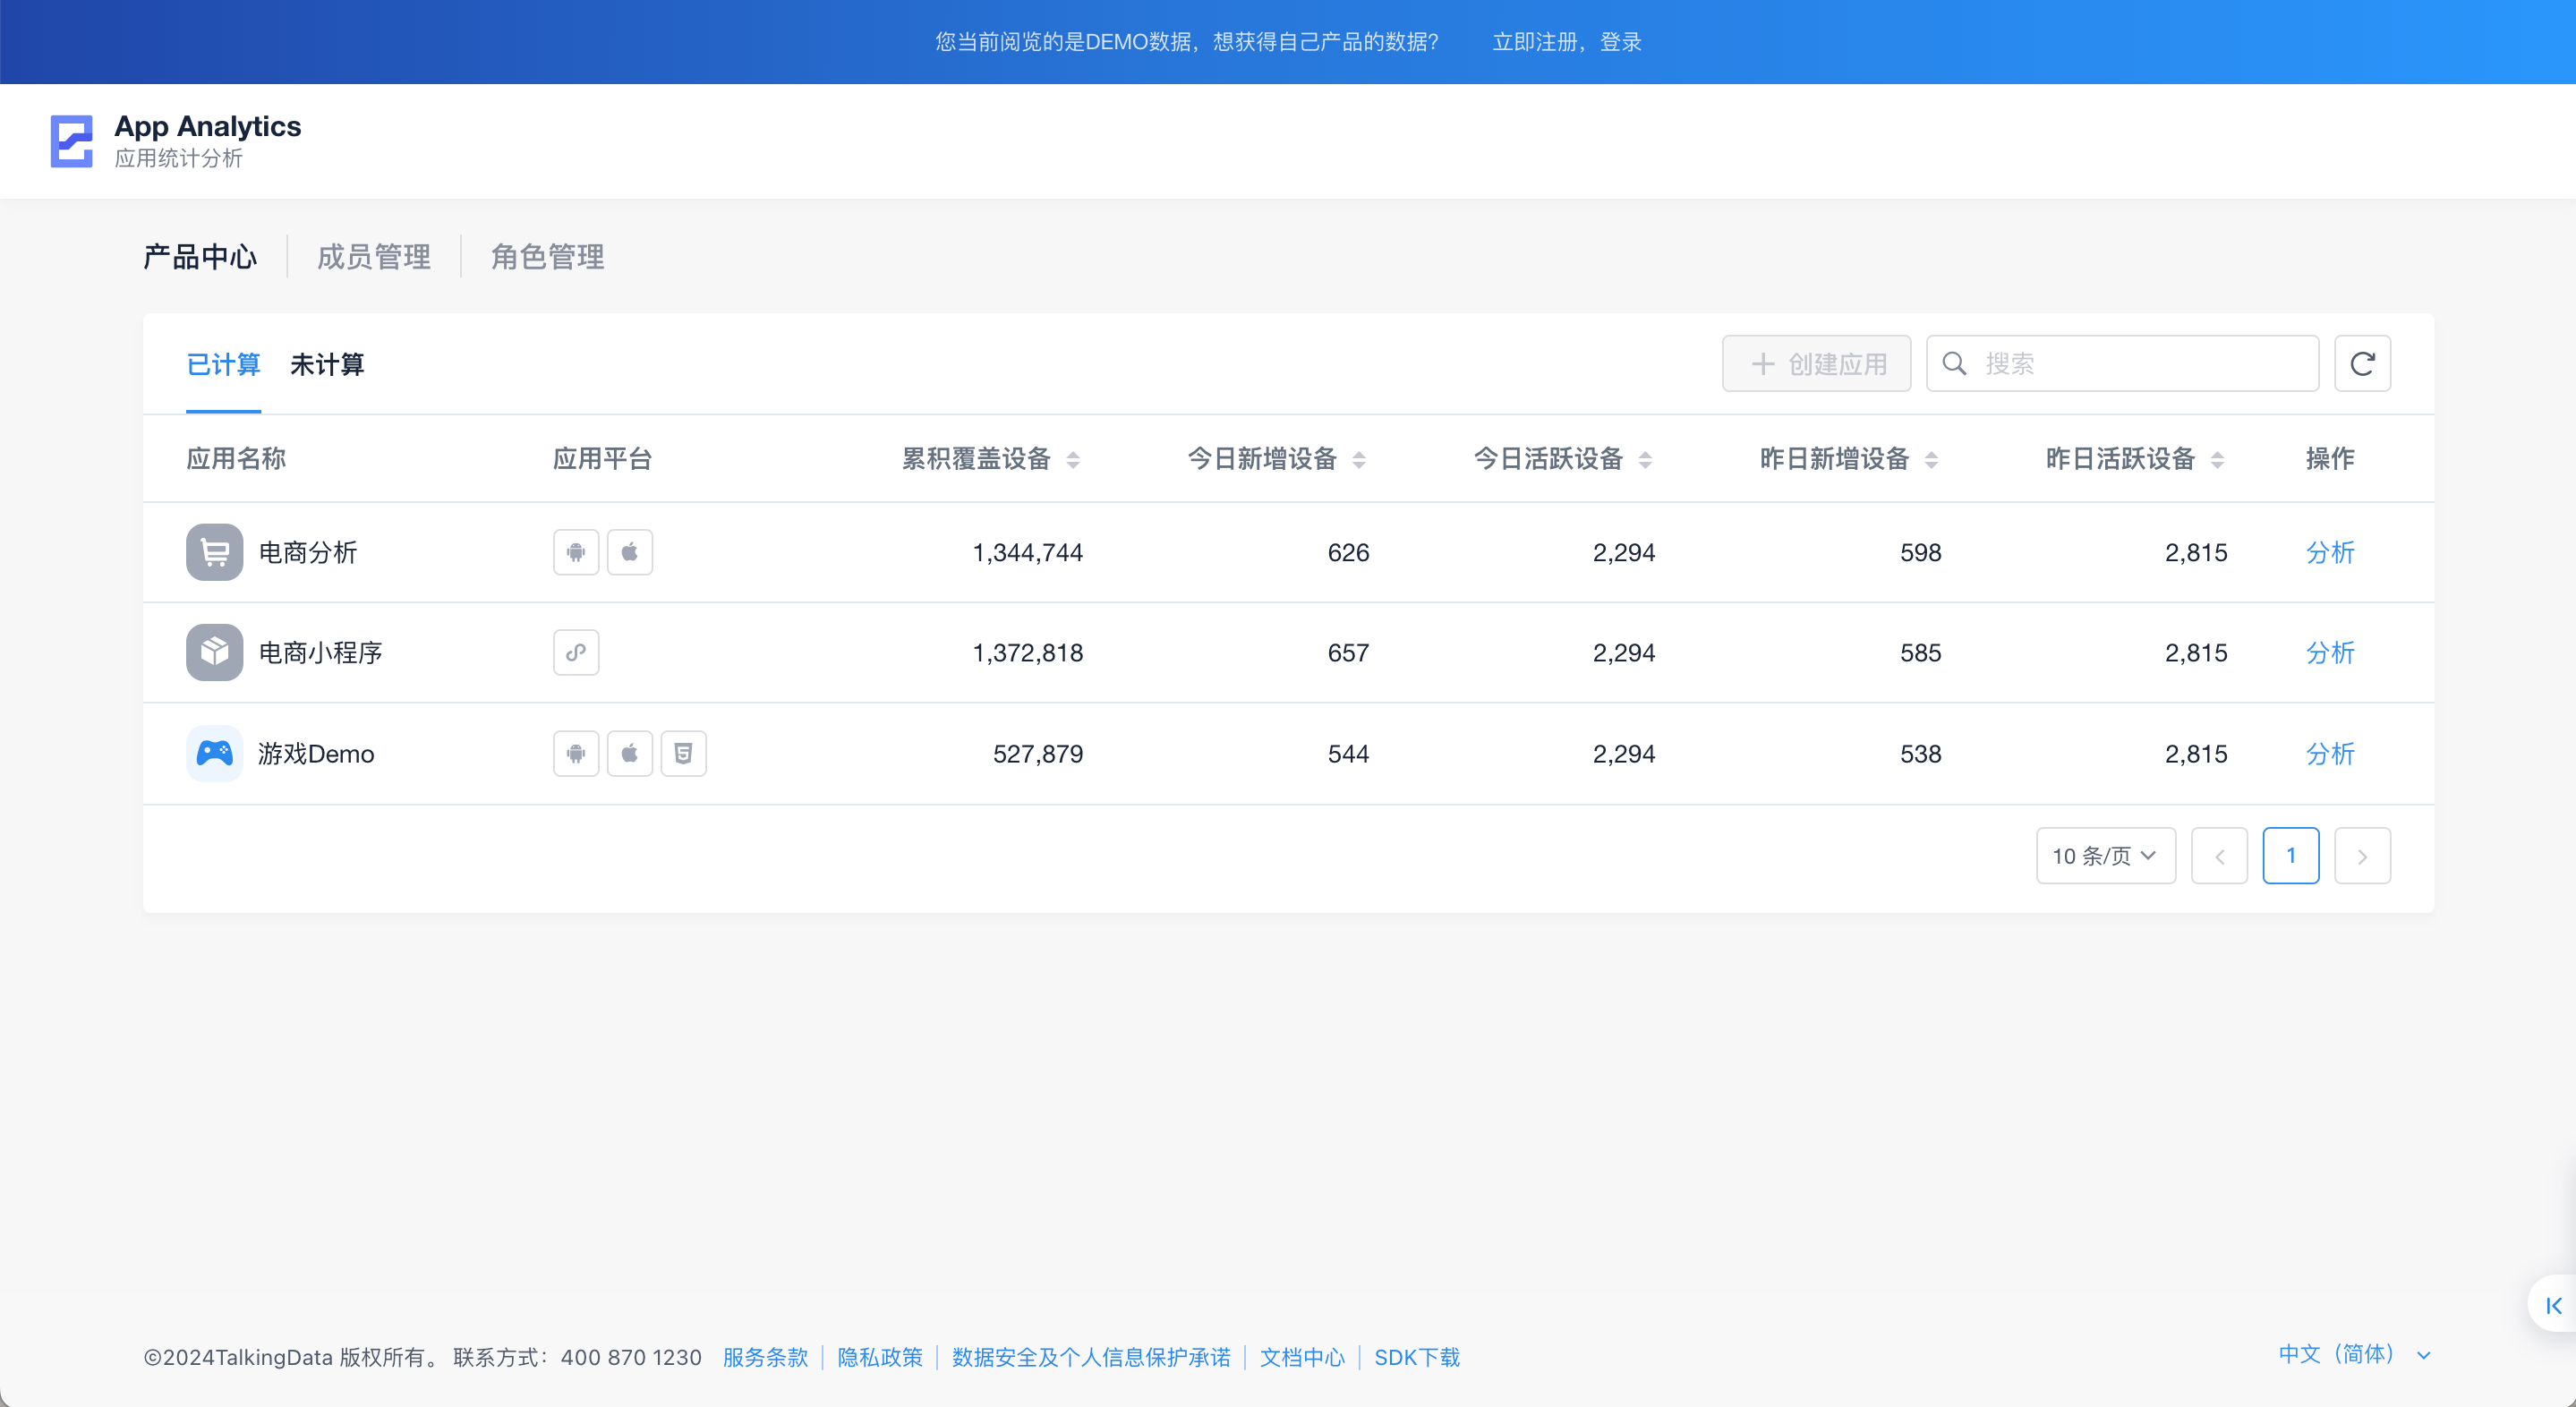 您当前阅览的是DEMO数据，想获得自己产品的数据? 立即注册，登录
App Analytics
应用统计分析
产品中心 成员管理 角色管理
已计算 未计算 创建应用 搜索
应用名称 应用平台 累积覆盖设备 今日新增设备 今日活跃设备 昨日新增设备 昨日活跃设备 操作
电商分析 1,344,744 626 2,294 598 2,815 分析
电商小程序 1,372,818 657 2,294 585 2,815 分析
游戏Demo 527,879 544 2,294 538 2,815 分析
10 条/页 1
©2024TalkingData 版权所有。 联系方式：400 870 1230 服务条款 隐私政策 数据安全及个人信息保护承诺 文档中心 SDK下载 中文（简体）